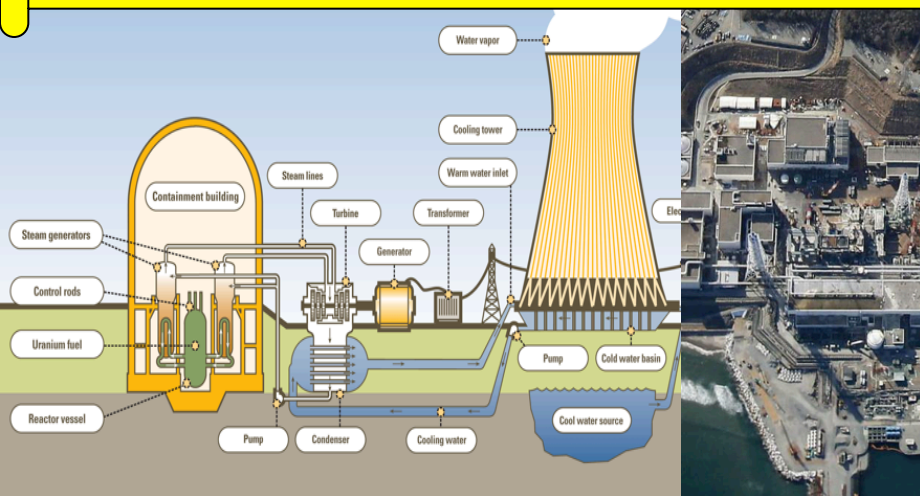 Water vapor
Cooling tower
Warm water inlet
Steam lines
Containment building
Turbine
Transformer
Elec
Steam generators
Generator
Control rods
Uranium fuel
Pump
Cold water basin
Reactor vessel
Pump
Condenser
Cooling water
Cool water source